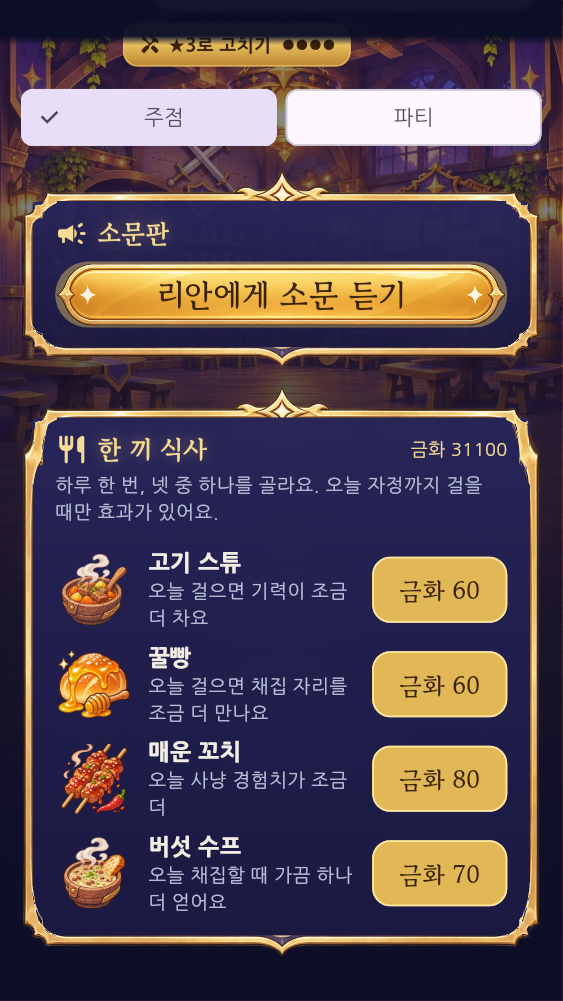 ★3로 고치기
주점
파티
소문판
리안에게 소문 듣기
한 끼 식사
금화 31100
하루 한 번, 넷 중 하나를 골라요. 오늘 자정까지 걸을
때만 효과가 있어요.
고기 스튜
오늘 걸으면 기력이 조금
더 차요
금화 60
꿀빵
오늘 걸으면 채집 자리를
조금 더 만나요
금화 60
매운 꼬치
오늘 사냥 경험치가 조금
더
금화 80
버섯 수프
오늘 채집할 때 가끔 하나
더 얻어요
금화 70